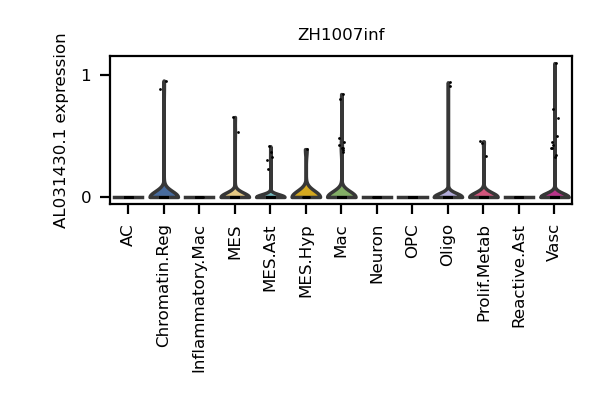 ZH1007inf
AL031430.1 expression
1
0
AC
Chromatin.Reg
Inflammatory.Mac
MES
MES.Ast
MES.Hyp
Mac
Neuron
OPC
Oligo
Prolif.Metab
Reactive.Ast
Vasc